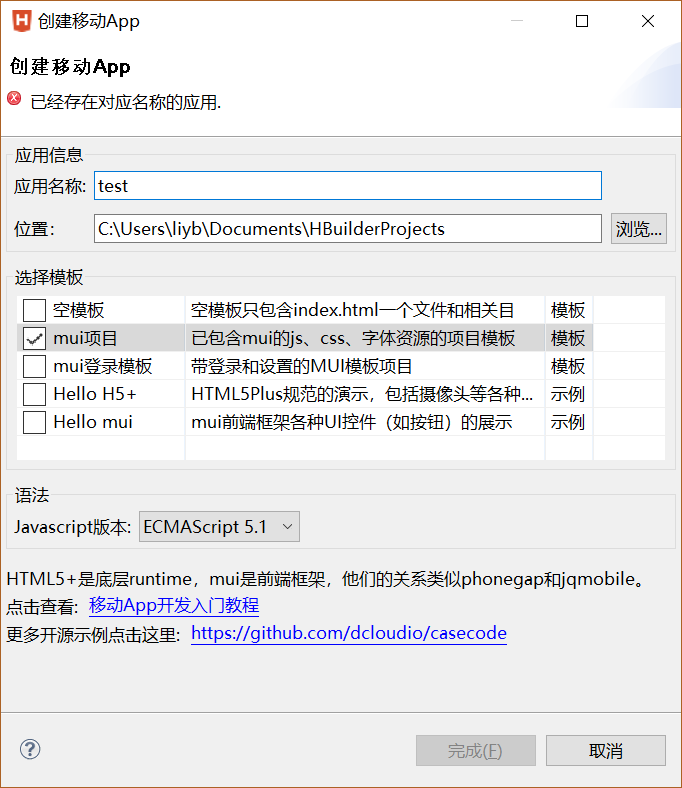 创建移动App
创建移动App
已经存在对应名称的应用.
应用信息
应用名称: test
位置: C:\Users\liyb\Documents\HBuilderProjects 浏览...
选择模板
空模板 空模板只包含index.html一个文件和相关目 模板
mui项目 已包含mui的js、css、字体资源的项目模板 模板
mui登录模板 带登录和设置的MUI模板项目 模板
Hello H5+ HTML5Plus规范的演示，包括摄像头等各种... 示例
Hello mui mui前端框架各种UI控件（如按钮）的展示 示例
语法
Javascript版本: ECMAScript 5.1
HTML5+是底层runtime，mui是前端框架，他们的关系类似phonegap和jqmobile。
点击查看: 移动App开发入门教程
更多开源示例点击这里: https://github.com/dcloudio/casecode
完成(F) 取消